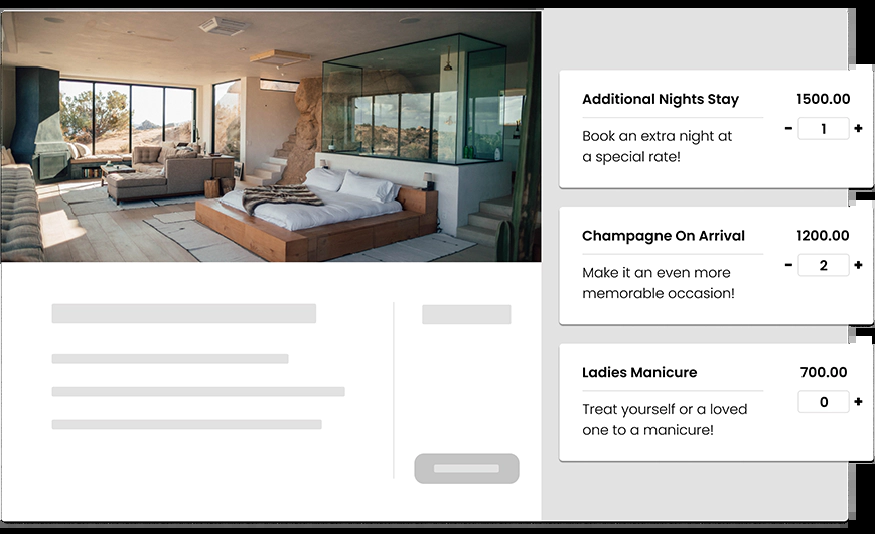 Additional Nights Stay
1500.00
Book an extra night at
a special rate!
- 1 +
Champagne On Arrival
1200.00
Make it an even more
memorable occasion!
- 2 +
Ladies Manicure
700.00
Treat yourself or a loved
one to a manicure!
0 +